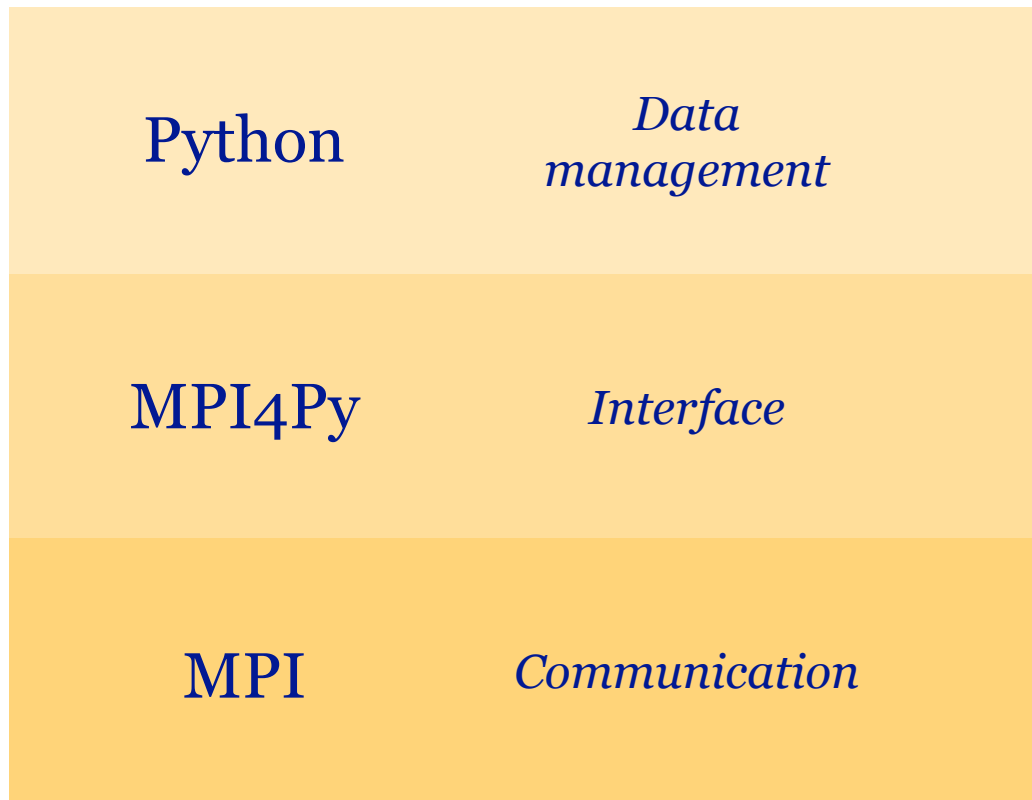 Python
Data
management
MPI4Py
Interface
MPI
Communication